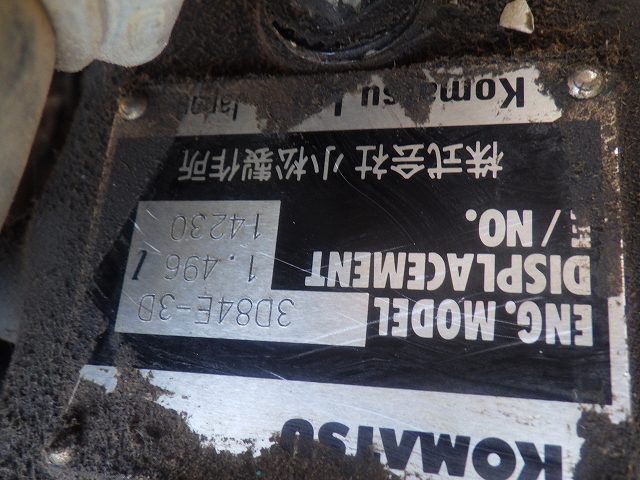 KOMATSU
ENG. MODEL 3D84E-3D
DISPLACEMENT 1.496 l
E/NO. 14230
株式会社 小松製作所
Komatsu